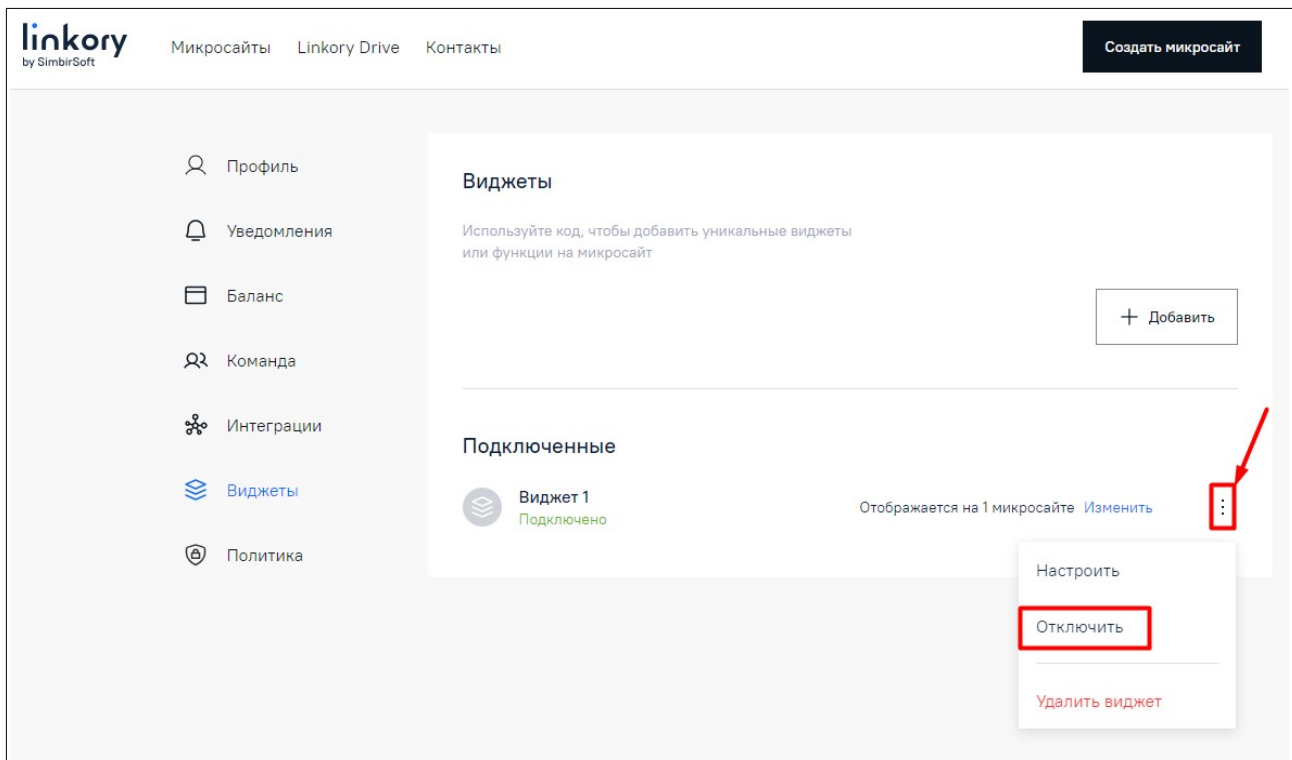 linkory
by SimbirSoft
Микросайты Linkory Drive Контакты
Создать микросайт
Профиль
Уведомления
Баланс
Команда
Интеграции
Виджеты
Политика
Виджеты
Используйте код, чтобы добавить уникальные виджеты
или функции на микросайт
+ Добавить
Подключенные
Виджет 1
Подключено
Отображается на 1 микросайте Изменить
Настроить
Отключить
Удалить виджет